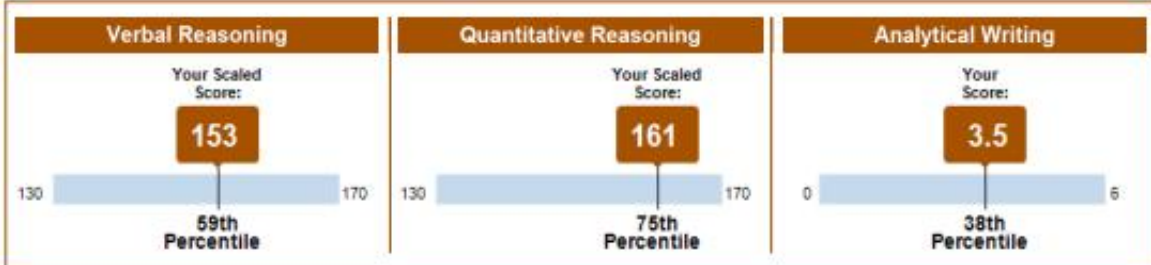 Verbal Reasoning
Your Scaled
Score:
153
130
170
59th
Percentile
Quantitative Reasoning
Your Scaled
Score:
161
130
170
75th
Percentile
Analytical Writing
Your
Score:
3.5
0
6
38th
Percentile